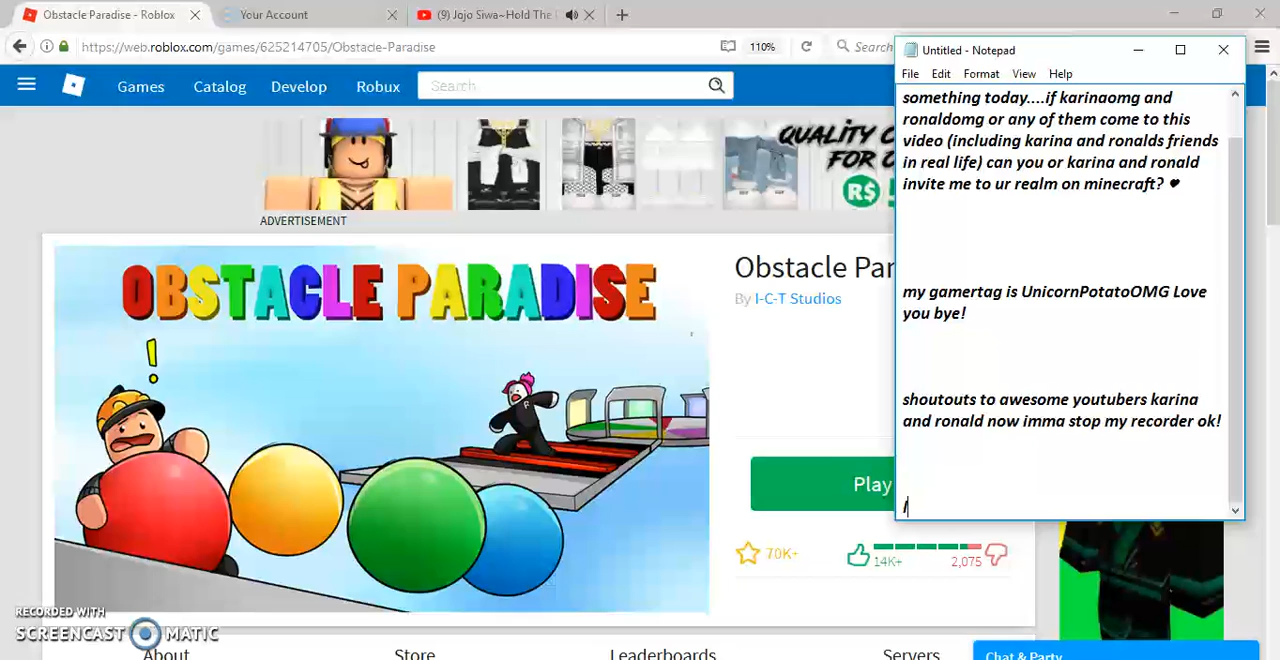 Obstacle Paradise - Roblox
Your Account
(9) Jojo Siwa~Hold The
https://web.roblox.com/games/625214705/Obstacle-Paradise
110%
Search
Games
Catalog
Develop
Robux
Search
QUALITY C
FOR
R$
ADVERTISEMENT
OBSTACLE PARADISE
!
Obstacle Par
By I-C-T Studios
Play
70K+
14K+
2,075
About
Store
Leaderboards
Servers
Chat & Party
Untitled - Notepad
File Edit Format View Help
something today....if karinaomg and
ronaldomg or any of them come to this
video (including karina and ronalds friends
in real life) can you or karina and ronald
invite me to ur realm on minecraft? ♥
my gamertag is UnicornPotatoOMG Love
you bye!
shoutouts to awesome youtubers karina
and ronald now imma stop my recorder ok!
RECORDED WITH
SCREENCAST MATIC